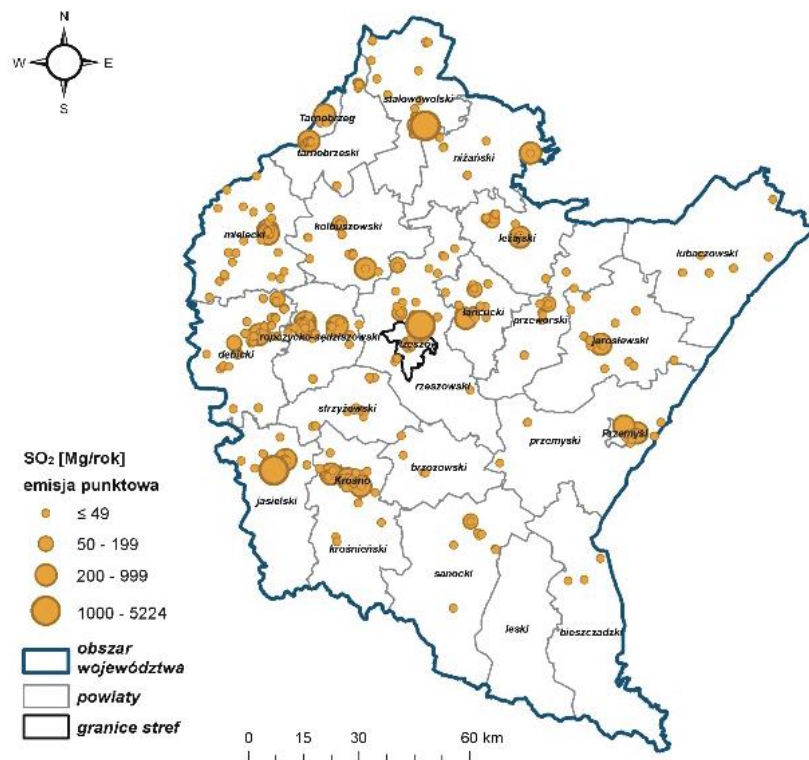 N
W E
S
stalowowolski
Tarnobrzeg
tarnobrzeski
niżański
mielecki
kolbuszowski
leżajski
lubaczowski
łańcucki
przeworski
jarosławski
ropczycko-sędziszowski
dębicki
Rzeszów
rzeszowski
strzyżowski
przemyski
Przemyśl
SO₂ [Mg/rok]
emisja punktowa
≤ 49
50 - 199
200 - 999
1000 - 5224
jasielski
Krosno
brzozowski
krośnieński
sanocki
leski
bieszczadzki
obszar
województwa
powiaty
granice stref
0 15 30 60 km